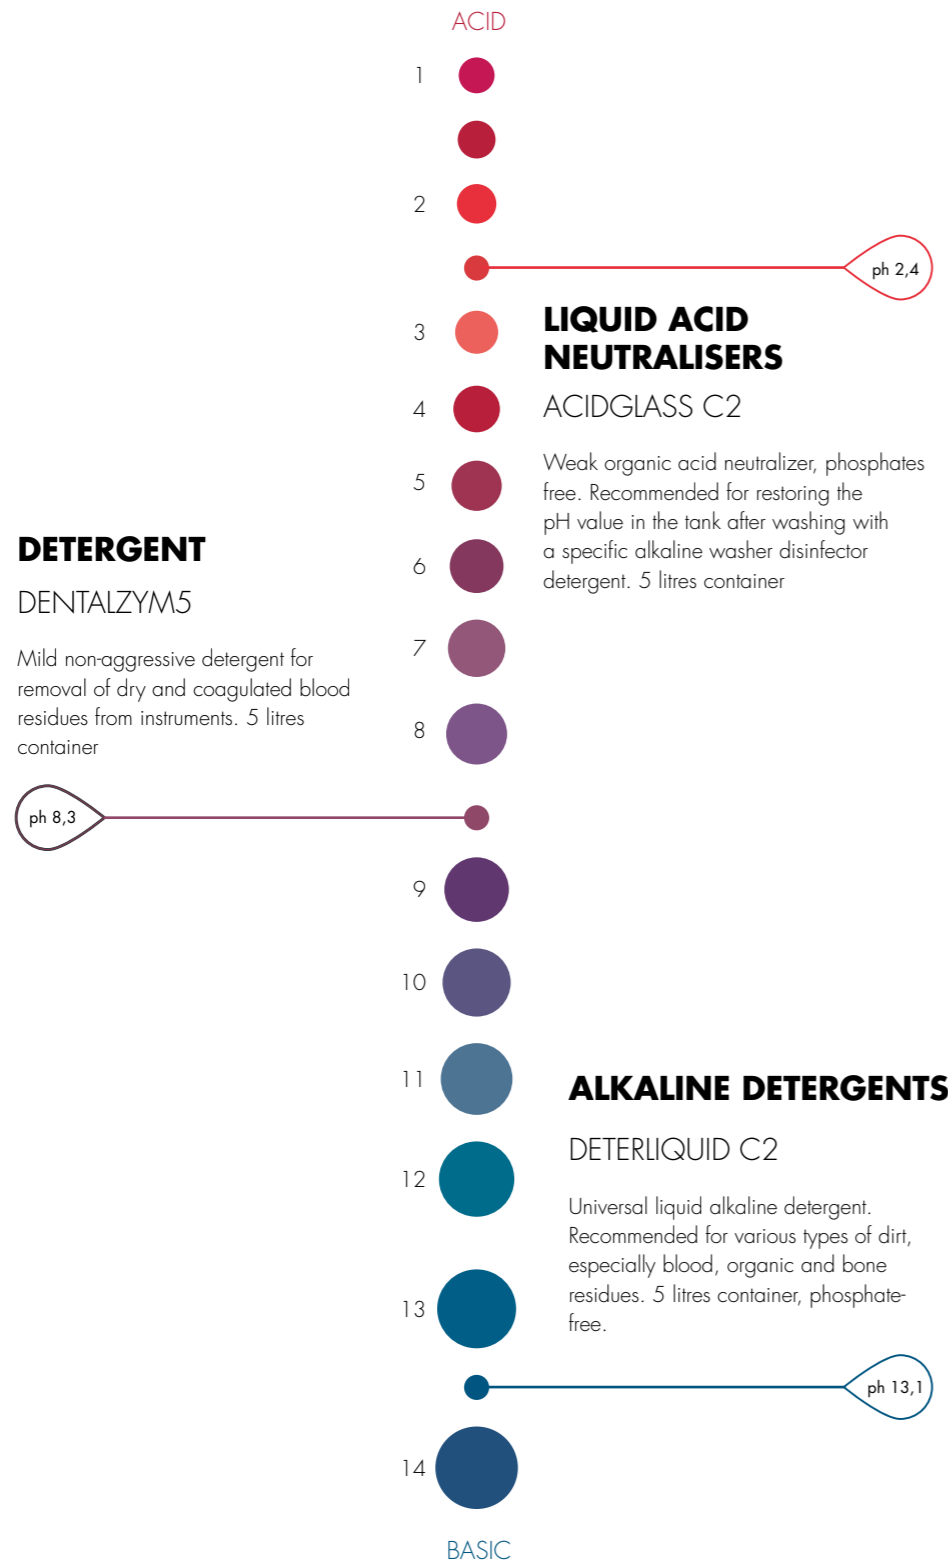 ACID
1
2
ph 2,4
3
LIQUID ACID
NEUTRALISERS
4
ACIDGLASS C2
Weak organic acid neutralizer, phosphates
free. Recommended for restoring the
pH value in the tank after washing with
a specific alkaline washer disinfector
detergent. 5 litres container
5
6
DETERGENT
DENTALZYM5
Mild non-aggressive detergent for
removal of dry and coagulated blood
residues from instruments. 5 litres
container
7
8
ph 8,3
9
10
11
ALKALINE DETERGENTS
DETERLIQUID C2
12
Universal liquid alkaline detergent.
Recommended for various types of dirt,
especially blood, organic and bone
residues. 5 litres container, phosphate-
free.
13
ph 13,1
14
BASIC